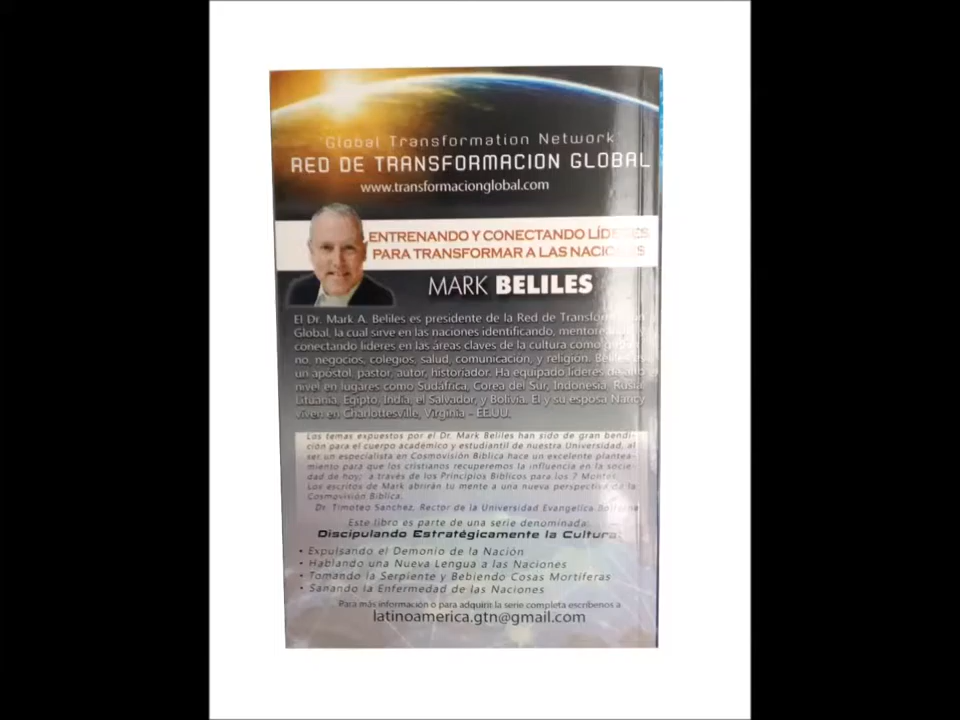 "Global Transformation Network"
RED DE TRANSFORMACION GLOBAL
www.transformacionglobal.com
ENTRENANDO Y CONECTANDO LÍDERES
PARA TRANSFORMAR A LAS NACIONES
MARK BELILES
El Dr. Mark A. Beliles es presidente de la Red de Transformación
Global, la cual sirve en las naciones identificando, mentoreando y
conectando líderes en las áreas claves de la cultura como gobier-
no, negocios, colegios, salud, comunicación, y religión. Beliles es
un apóstol, pastor, autor, historiador. Ha equipado líderes de alto
nivel en lugares como Sudáfrica, Corea del Sur, Indonesia, Rusia,
Lituania, Egipto, India, el Salvador, y Bolivia. El y su esposa Nancy
viven en Charlottesville, Virginia – EE.UU.
Los temas expuestos por el Dr. Mark Beliles han sido de gran bendi-
ción para el cuerpo académico y estudiantil de nuestra Universidad, al
ser un especialista en Cosmovisión Bíblica hace un excelente plantea-
miento para que los cristianos recuperemos la influencia en la socie-
dad de hoy; a través de los Principios Bíblicos para los 7 Montes.
Los escritos de Mark abrirán tu mente a una nueva perspectiva de la
Cosmovisión Bíblica.
Dr. Timoteo Sánchez, Rector de la Universidad Evangélica Boliviana
Este libro es parte de una serie denominada:
Discipulando Estratégicamente la Cultura:
• Expulsando el Demonio de la Nación
• Hablando una Nueva Lengua a las Naciones
• Tomando la Serpiente y Bebiendo Cosas Mortíferas
• Sanando la Enfermedad de las Naciones
Para más información o para adquirir la serie completa escríbenos a
latinoamerica.gtn@gmail.com